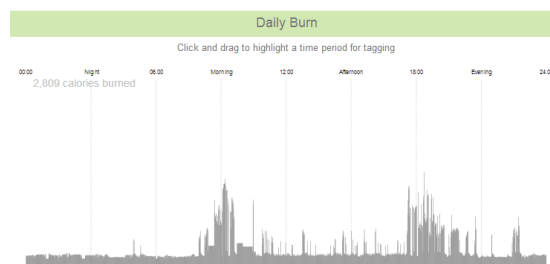 Daily Burn
Click and drag to highlight a time period for tagging
00:00 Night 06:00 Morning 12:00 Afternoon 18:00 Evening 24:00
2,809 calories burned